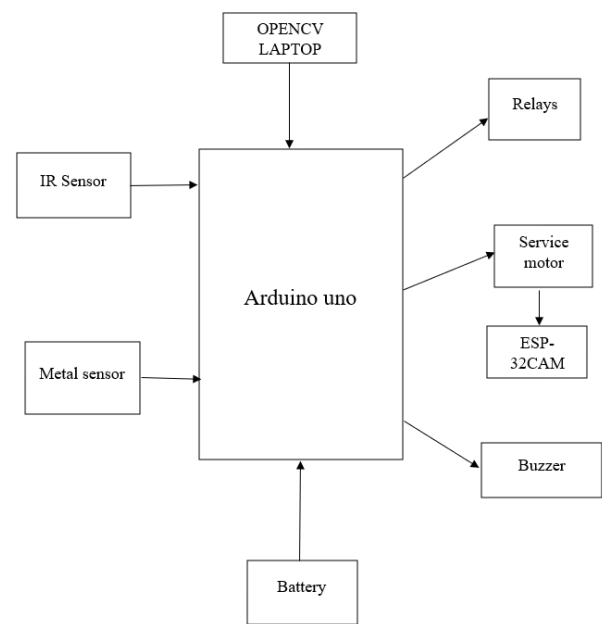 OPENCV
LAPTOP
Relays
IR Sensor
Service
motor
Arduino uno
ESP-
32CAM
Metal sensor
Buzzer
Battery